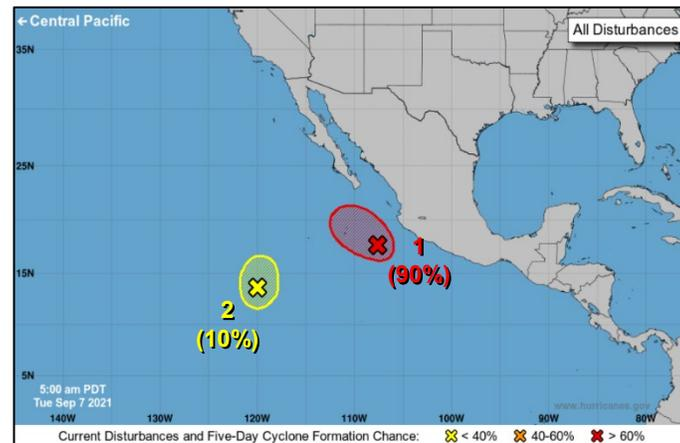 ← Central Pacific
All Disturbances
35N
25N
15N
5N
1
(90%)
2
(10%)
5:00 am PDT
Tue Sep 7 2021
www.hurricanes.gov
140W 130W 120W 110W 100W 90W 80W
Current Disturbances and Five-Day Cyclone Formation Chance: < 40% 40-60% > 60%